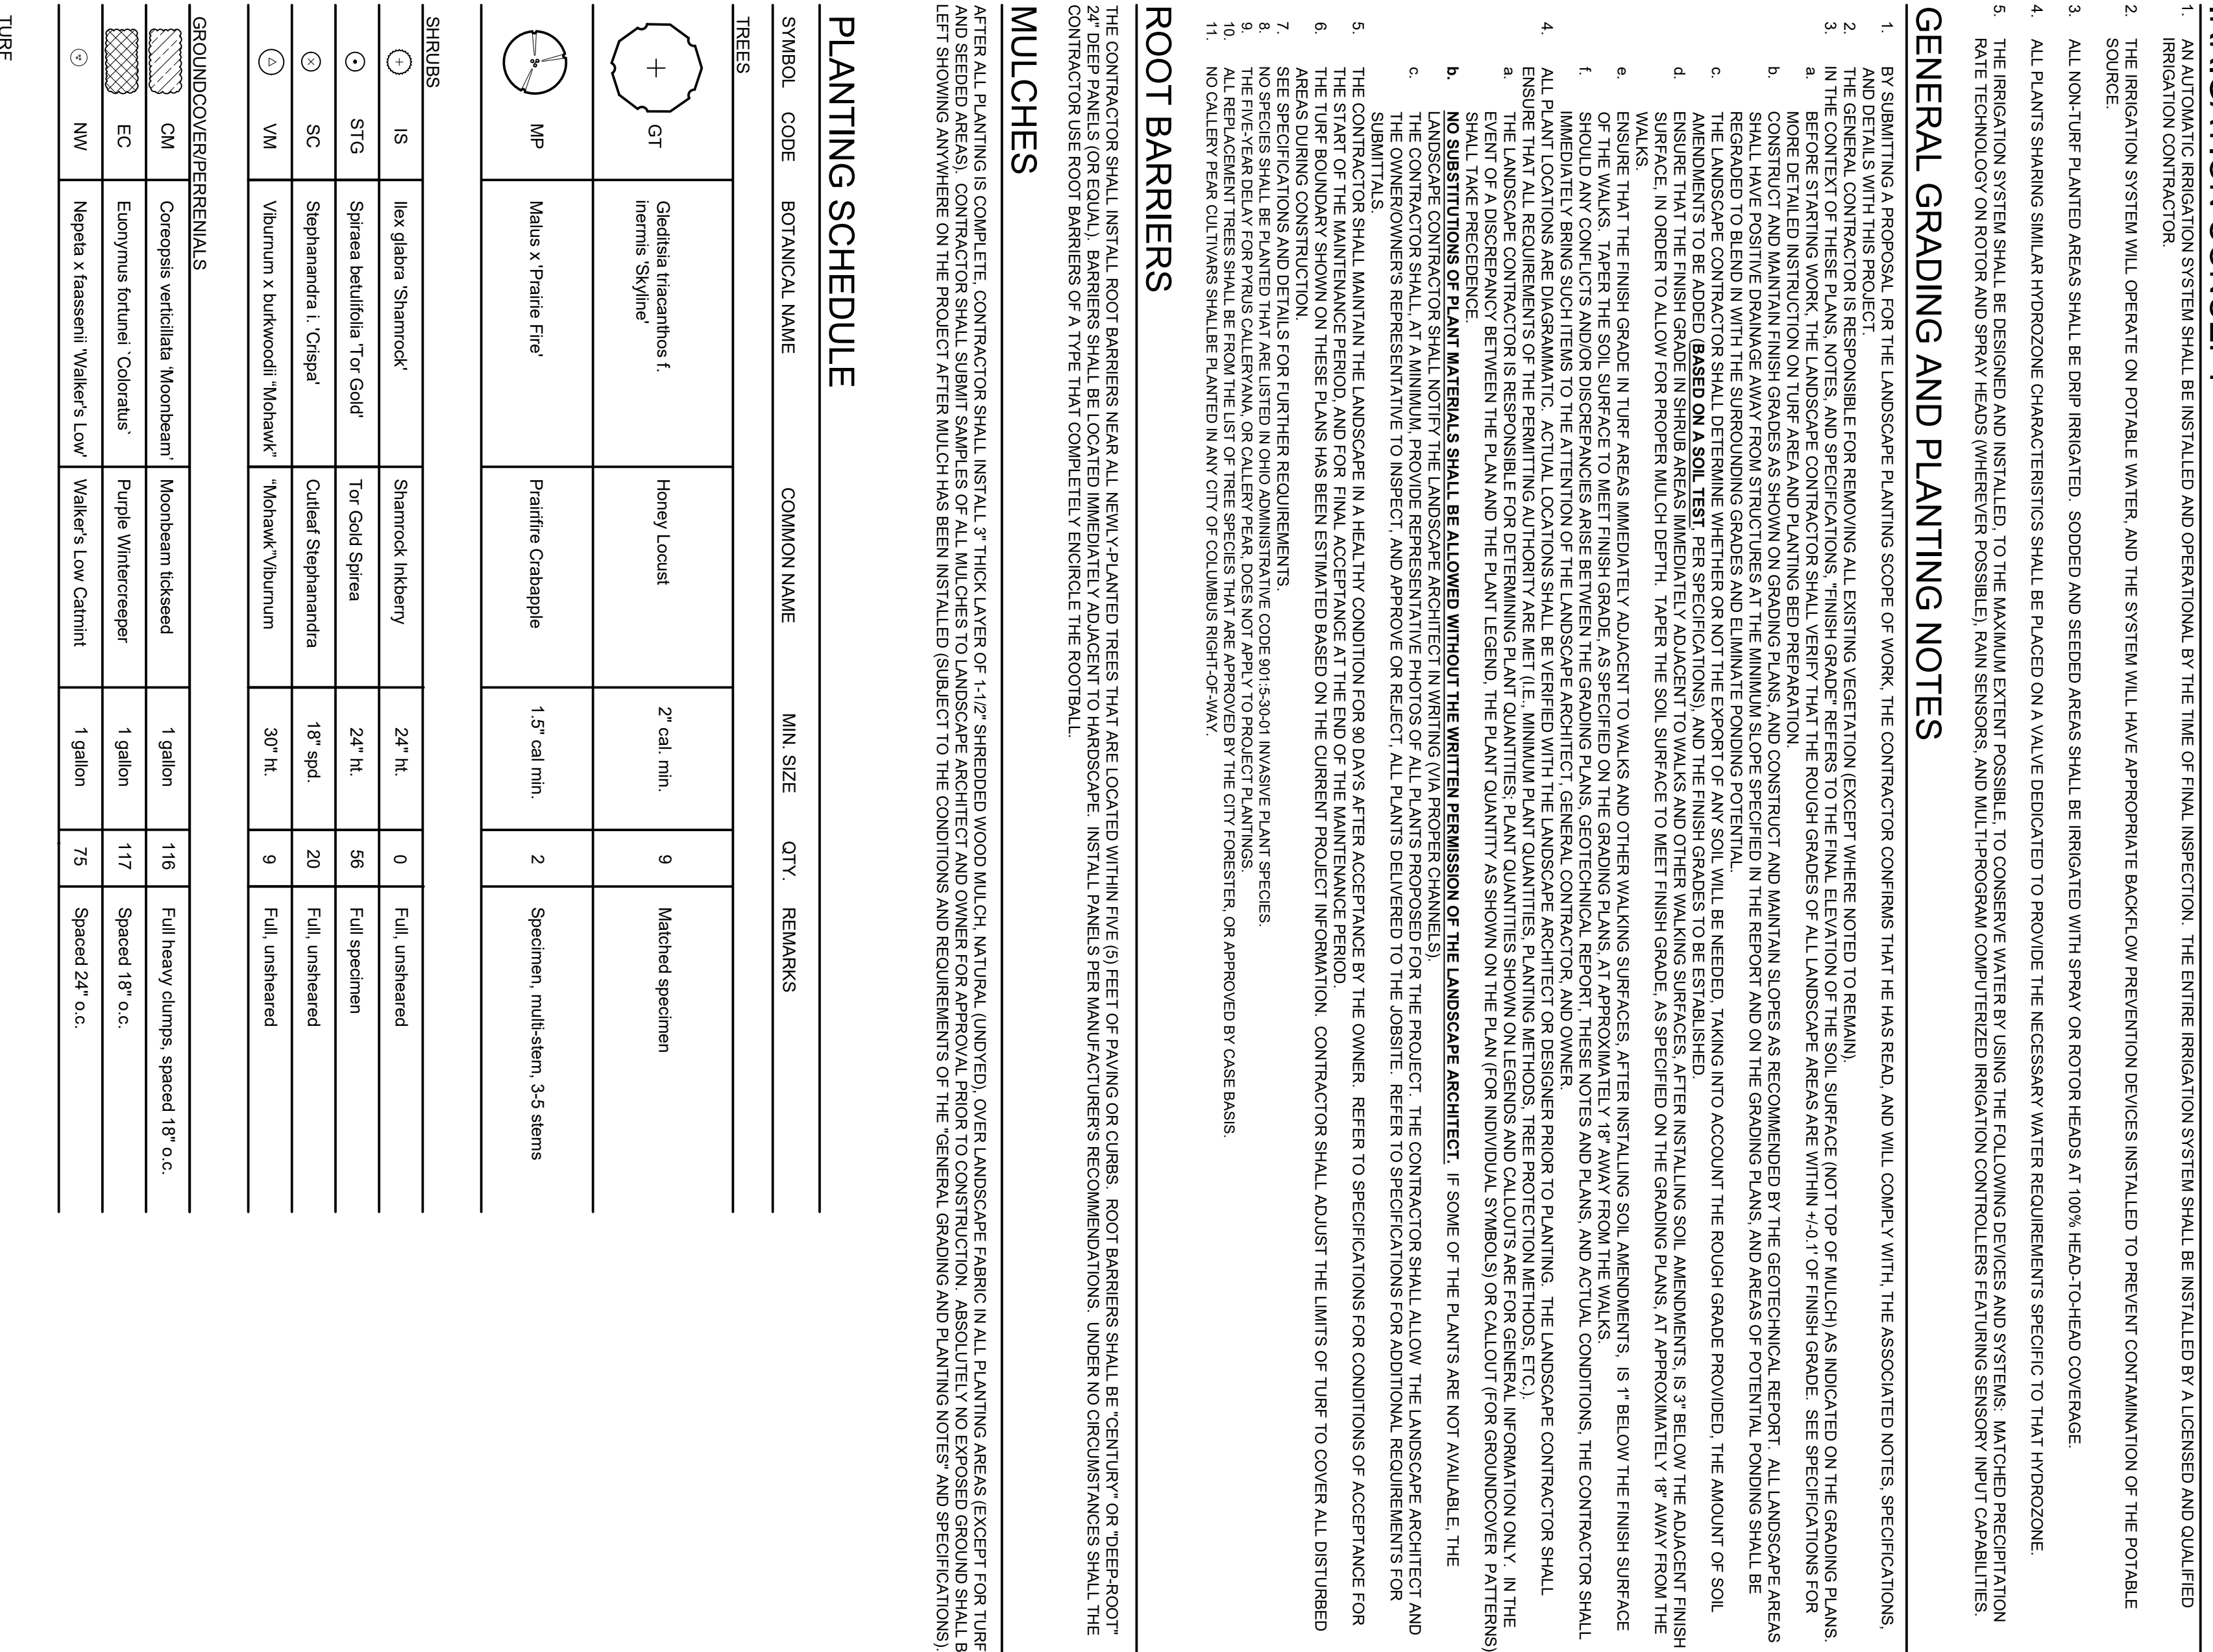 IRRIGATION CONCEPT
1. AN AUTOMATIC IRRIGATION SYSTEM SHALL BE INSTALLED AND OPERATIONAL BY THE TIME OF FINAL INSPECTION. THE ENTIRE IRRIGATION SYSTEM SHALL BE INSTALLED BY A LICENSED AND QUALIFIED
IRRIGATION CONTRACTOR.
2. THE IRRIGATION SYSTEM WILL OPERATE ON POTABLE WATER, AND THE SYSTEM WILL HAVE APPROPRIATE BACKFLOW PREVENTION DEVICES INSTALLED TO PREVENT CONTAMINATION OF THE POTABLE
SOURCE.
3. ALL NON-TURF PLANTED AREAS SHALL BE DRIP IRRIGATED. SODDED AND SEEDED AREAS SHALL BE IRRIGATED WITH SPRAY OR ROTOR HEADS AT 100% HEAD-TO-HEAD COVERAGE.
4. ALL PLANTS SHARING SIMILAR HYDROZONE CHARACTERISTICS SHALL BE PLACED ON A VALVE DEDICATED TO PROVIDE THE NECESSARY WATER REQUIREMENTS SPECIFIC TO THAT HYDROZONE.
5. THE IRRIGATION SYSTEM SHALL BE DESIGNED AND INSTALLED, TO THE MAXIMUM EXTENT POSSIBLE, TO CONSERVE WATER BY USING THE FOLLOWING DEVICES AND SYSTEMS: MATCHED PRECIPITATION
RATE TECHNOLOGY ON ROTOR AND SPRAY HEADS (WHEREVER POSSIBLE), RAIN SENSORS, AND MULTI-PROGRAM COMPUTERIZED IRRIGATION CONTROLLERS FEATURING SENSORY INPUT CAPABILITIES.
GENERAL GRADING AND PLANTING NOTES
1. BY SUBMITTING A PROPOSAL FOR THE LANDSCAPE PLANTING SCOPE OF WORK, THE CONTRACTOR CONFIRMS THAT HE HAS READ, AND WILL COMPLY WITH, THE ASSOCIATED NOTES, SPECIFICATIONS,
AND DETAILS WITH THIS PROJECT.
2. THE GENERAL CONTRACTOR IS RESPONSIBLE FOR REMOVING ALL EXISTING VEGETATION (EXCEPT WHERE NOTED TO REMAIN).
3. IN THE CONTEXT OF THESE PLANS, NOTES, AND SPECIFICATIONS, "FINISH GRADE" REFERS TO THE FINAL ELEVATION OF THE SOIL SURFACE (NOT TOP OF MULCH) AS INDICATED ON THE GRADING PLANS.
a. BEFORE STARTING WORK, THE LANDSCAPE CONTRACTOR SHALL VERIFY THAT THE ROUGH GRADES OF ALL LANDSCAPE AREAS ARE WITHIN +/-0.1' OF FINISH GRADE. SEE SPECIFICATIONS FOR
MORE DETAILED INSTRUCTION ON TURF AREA AND PLANTING BED PREPARATION.
b. CONSTRUCT AND MAINTAIN FINISH GRADES AS SHOWN ON GRADING PLANS, AND CONSTRUCT AND MAINTAIN SLOPES AS RECOMMENDED BY THE GEOTECHNICAL REPORT. ALL LANDSCAPE AREAS
SHALL HAVE POSITIVE DRAINAGE AWAY FROM STRUCTURES AT THE MINIMUM SLOPE SPECIFIED IN THE REPORT AND ON THE GRADING PLANS, AND AREAS OF POTENTIAL PONDING SHALL BE
REGRADED TO BLEND IN WITH THE SURROUNDING GRADES AND ELIMINATE PONDING POTENTIAL.
c. THE LANDSCAPE CONTRACTOR SHALL DETERMINE WHETHER OR NOT THE EXPORT OF ANY SOIL WILL BE NEEDED, TAKING INTO ACCOUNT THE ROUGH GRADE PROVIDED, THE AMOUNT OF SOIL
AMENDMENTS TO BE ADDED (BASED ON A SOIL TEST, PER SPECIFICATIONS), AND THE FINISH GRADES TO BE ESTABLISHED.
d. ENSURE THAT THE FINISH GRADE IN SHRUB AREAS IMMEDIATELY ADJACENT TO WALKS AND OTHER WALKING SURFACES, AFTER INSTALLING SOIL AMENDMENTS, IS 3" BELOW THE ADJACENT FINISH
SURFACE, IN ORDER TO ALLOW FOR PROPER MULCH DEPTH. TAPER THE SOIL SURFACE TO MEET FINISH GRADE, AS SPECIFIED ON THE GRADING PLANS, AT APPROXIMATELY 18" AWAY FROM THE
WALKS.
e. ENSURE THAT THE FINISH GRADE IN TURF AREAS IMMEDIATELY ADJACENT TO WALKS AND OTHER WALKING SURFACES, AFTER INSTALLING SOIL AMENDMENTS, IS 1" BELOW THE FINISH SURFACE
OF THE WALKS. TAPER THE SOIL SURFACE TO MEET FINISH GRADE, AS SPECIFIED ON THE GRADING PLANS, AT APPROXIMATELY 18" AWAY FROM THE WALKS.
f. SHOULD ANY CONFLICTS AND/OR DISCREPANCIES ARISE BETWEEN THE GRADING PLANS, GEOTECHNICAL REPORT, THESE NOTES AND PLANS, AND ACTUAL CONDITIONS, THE CONTRACTOR SHALL
IMMEDIATELY BRING SUCH ITEMS TO THE ATTENTION OF THE LANDSCAPE ARCHITECT, GENERAL CONTRACTOR, AND OWNER.
4. ALL PLANT LOCATIONS ARE DIAGRAMMATIC. ACTUAL LOCATIONS SHALL BE VERIFIED WITH THE LANDSCAPE ARCHITECT OR DESIGNER PRIOR TO PLANTING. THE LANDSCAPE CONTRACTOR SHALL
ENSURE THAT ALL REQUIREMENTS OF THE PERMITTING AUTHORITY ARE MET (I.E., MINIMUM PLANT QUANTITIES, PLANTING METHODS, TREE PROTECTION METHODS, ETC.).
a. THE LANDSCAPE CONTRACTOR IS RESPONSIBLE FOR DETERMINING PLANT QUANTITIES; PLANT QUANTITIES SHOWN ON LEGENDS AND CALLOUTS ARE FOR GENERAL INFORMATION ONLY. IN THE
EVENT OF A DISCREPANCY BETWEEN THE PLAN AND THE PLANT LEGEND, THE PLANT QUANTITY AS SHOWN ON THE PLAN (FOR INDIVIDUAL SYMBOLS) OR CALLOUT (FOR GROUNDCOVER PATTERNS)
SHALL TAKE PRECEDENCE.
b. NO SUBSTITUTIONS OF PLANT MATERIALS SHALL BE ALLOWED WITHOUT THE WRITTEN PERMISSION OF THE LANDSCAPE ARCHITECT. IF SOME OF THE PLANTS ARE NOT AVAILABLE, THE
LANDSCAPE CONTRACTOR SHALL NOTIFY THE LANDSCAPE ARCHITECT IN WRITING (VIA PROPER CHANNELS).
c. THE CONTRACTOR SHALL, AT A MINIMUM, PROVIDE REPRESENTATIVE PHOTOS OF ALL PLANTS PROPOSED FOR THE PROJECT. THE CONTRACTOR SHALL ALLOW THE LANDSCAPE ARCHITECT AND
THE OWNER/OWNER'S REPRESENTATIVE TO INSPECT, AND APPROVE OR REJECT, ALL PLANTS DELIVERED TO THE JOBSITE. REFER TO SPECIFICATIONS FOR ADDITIONAL REQUIREMENTS FOR
SUBMITTALS.
5. THE CONTRACTOR SHALL MAINTAIN THE LANDSCAPE IN A HEALTHY CONDITION FOR 90 DAYS AFTER ACCEPTANCE BY THE OWNER. REFER TO SPECIFICATIONS FOR CONDITIONS OF ACCEPTANCE FOR
THE START OF THE MAINTENANCE PERIOD, AND FOR FINAL ACCEPTANCE AT THE END OF THE MAINTENANCE PERIOD.
6. THE TURF BOUNDARY SHOWN ON THESE PLANS HAS BEEN ESTIMATED BASED ON THE CURRENT PROJECT INFORMATION. CONTRACTOR SHALL ADJUST THE LIMITS OF TURF TO COVER ALL DISTURBED
AREAS DURING CONSTRUCTION.
7. SEE SPECIFICATIONS AND DETAILS FOR FURTHER REQUIREMENTS.
8. NO SPECIES SHALL BE PLANTED THAT ARE LISTED IN OHIO ADMINISTRATIVE CODE 901:5-30-01 INVASIVE PLANT SPECIES.
9. THE FIVE-YEAR DELAY FOR PYRUS CALLERYANA, OR CALLERY PEAR, DOES NOT APPLY TO PROJECT PLANTINGS.
10. ALL REPLACEMENT TREES SHALL BE FROM THE LIST OF TREE SPECIES THAT ARE APPROVED BY THE CITY FORESTER, OR APPROVED BY CASE BASIS.
11. NO CALLERY PEAR CULTIVARS SHALLBE PLANTED IN ANY CITY OF COLUMBUS RIGHT-OF-WAY.
ROOT BARRIERS
THE CONTRACTOR SHALL INSTALL ROOT BARRIERS NEAR ALL NEWLY-PLANTED TREES THAT ARE LOCATED WITHIN FIVE (5) FEET OF PAVING OR CURBS. ROOT BARRIERS SHALL BE "CENTURY" OR "DEEP-ROOT"
24" DEEP PANELS (OR EQUAL). BARRIERS SHALL BE LOCATED IMMEDIATELY ADJACENT TO HARDSCAPE. INSTALL PANELS PER MANUFACTURER'S RECOMMENDATIONS. UNDER NO CIRCUMSTANCES SHALL THE
CONTRACTOR USE ROOT BARRIERS OF A TYPE THAT COMPLETELY ENCIRCLE THE ROOTBALL.
MULCHES
AFTER ALL PLANTING IS COMPLETE, CONTRACTOR SHALL INSTALL 3" THICK LAYER OF 1-1/2" SHREDDED WOOD MULCH, NATURAL (UNDYED), OVER LANDSCAPE FABRIC IN ALL PLANTING AREAS (EXCEPT FOR TURF
AND SEEDED AREAS). CONTRACTOR SHALL SUBMIT SAMPLES OF ALL MULCHES TO LANDSCAPE ARCHITECT AND OWNER FOR APPROVAL PRIOR TO CONSTRUCTION. ABSOLUTELY NO EXPOSED GROUND SHALL B
LEFT SHOWING ANYWHERE ON THE PROJECT AFTER MULCH HAS BEEN INSTALLED (SUBJECT TO THE CONDITIONS AND REQUIREMENTS OF THE "GENERAL GRADING AND PLANTING NOTES" AND SPECIFICATIONS).
PLANTING SCHEDULE
SYMBOL CODE BOTANICAL NAME COMMON NAME MIN. SIZE QTY. REMARKS
TREES
GT Gleditsia triacanthos f. Honey Locust 2" cal. min. 9 Matched specimen
inermis 'Skyline'
MP Malus x 'Prairie Fire' Prairifire Crabapple 1.5" cal min. 2 Specimen, multi-stem, 3-5 stems
SHRUBS
IS Ilex glabra 'Shamrock' Shamrock Inkberry 24" ht. 0 Full, unsheared
STG Spiraea betulifolia 'Tor Gold' Tor Gold Spirea 24" ht. 56 Full specimen
SC Stephanandra i. 'Crispa' Cutleaf Stephanandra 18" spd. 20 Full, unsheared
VM Viburnum x burkwoodii “Mohawk” “Mohawk”Viburnum 30" ht. 9 Full, unsheared
GROUNDCOVER/PERRENIALS
CM Coreopsis verticillata 'Moonbeam' Moonbeam tickseed 1 gallon 116 Full heavy clumps, spaced 18" o.c.
EC Euonymus fortunei `Coloratus` Purple Wintercreeper 1 gallon 117 Spaced 18" o.c.
NW Nepeta x faassenii 'Walker's Low' Walker's Low Catmint 1 gallon 75 Spaced 24" o.c.
TURF